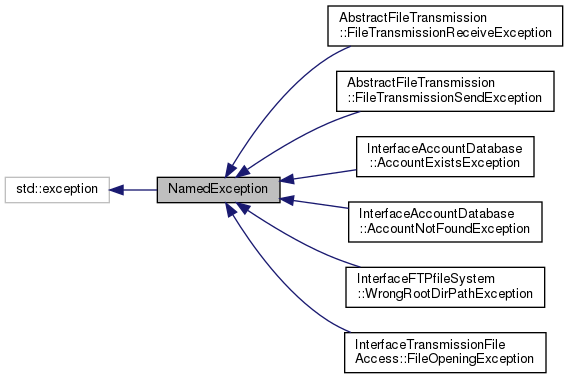 AbstractFileTransmission
::FileTransmissionReceiveException
AbstractFileTransmission
::FileTransmissionSendException
InterfaceAccountDatabase
::AccountExistsException
std::exception
NamedException
InterfaceAccountDatabase
::AccountNotFoundException
InterfaceFTPfileSystem
::WrongRootDirPathException
InterfaceTransmissionFile
Access::FileOpeningException